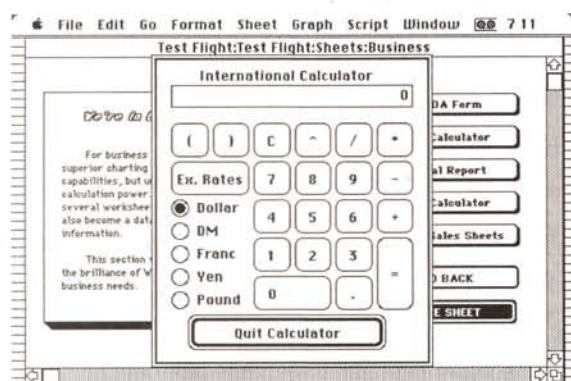 File Edit Go Format Sheet Graph Script Window 7 11
Test Flight:Test Flight:Sheets:Business
International Calculator
0
( ) C ^ / *
Ex. Rates 7 8 9 -
Dollar 4 5 6 +
DM
Franc 1 2 3 =
Yen
Pound 0 .
Quit Calculator
For business
superior charting
capabilities, but
calculation power
several
also become a
information.
This section
the brilliance of
business needs.
DA Form
Calculator
Report
Calculator
Sales Sheets
BACK
SHEET